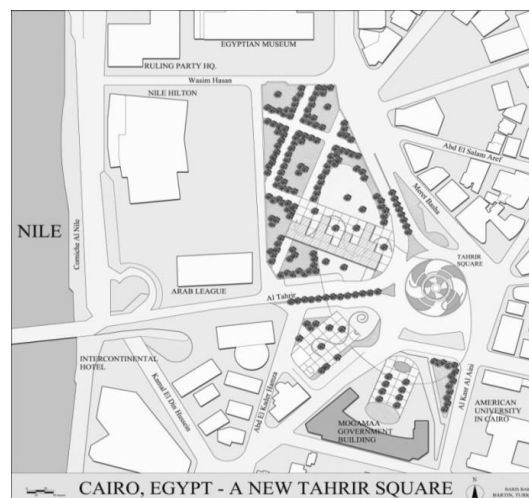 EGYPTIAN MUSEUM
RULING PARTY HQ.
Wasim Hasan
NILE HILTON
Abd El Salam Aref
Meret Basha
NILE
Corniche Al Nile
TAHRIR
SQUARE
ARAB LEAGUE
Al Tahrir
INTERCONTINENTAL
HOTEL
Kamal El Din Hussein
Abd El Kader Hamza
Al Kasr Al Aini
AMERICAN
UNIVERSITY
IN CAIRO
MOGAMAA
GOVERNMENT
BUILDING
N
CAIRO, EGYPT - A NEW TAHRIR SQUARE